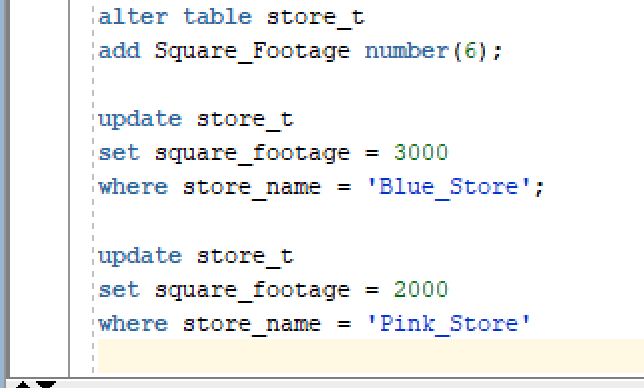 alter table store_t
add Square_Footage number(6);
update store_t
set square_footage = 3000
where store_name = 'Blue_Store';
update store_t
set square_footage = 2000
where store_name = 'Pink_Store'